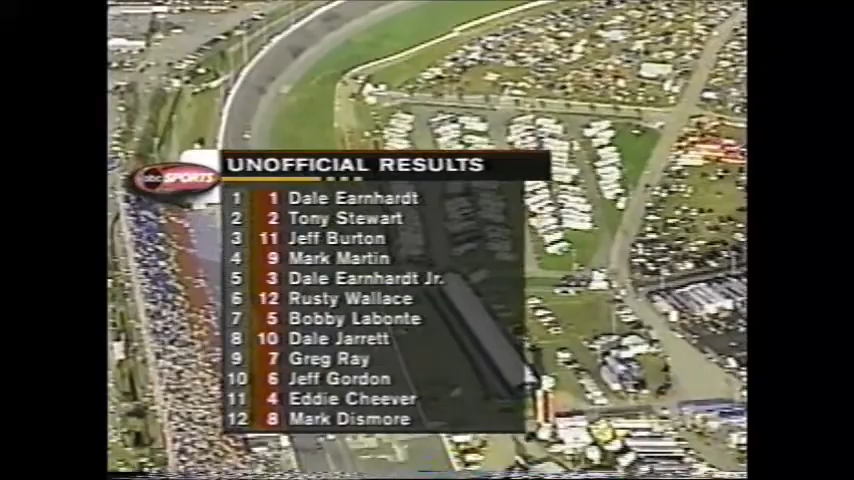 abc SPORTS
UNOFFICIAL RESULTS
1 1 Dale Earnhardt
2 2 Tony Stewart
3 11 Jeff Burton
4 9 Mark Martin
5 3 Dale Earnhardt Jr.
6 12 Rusty Wallace
7 5 Bobby Labonte
8 10 Dale Jarrett
9 7 Greg Ray
10 6 Jeff Gordon
11 4 Eddie Cheever
12 8 Mark Dismore